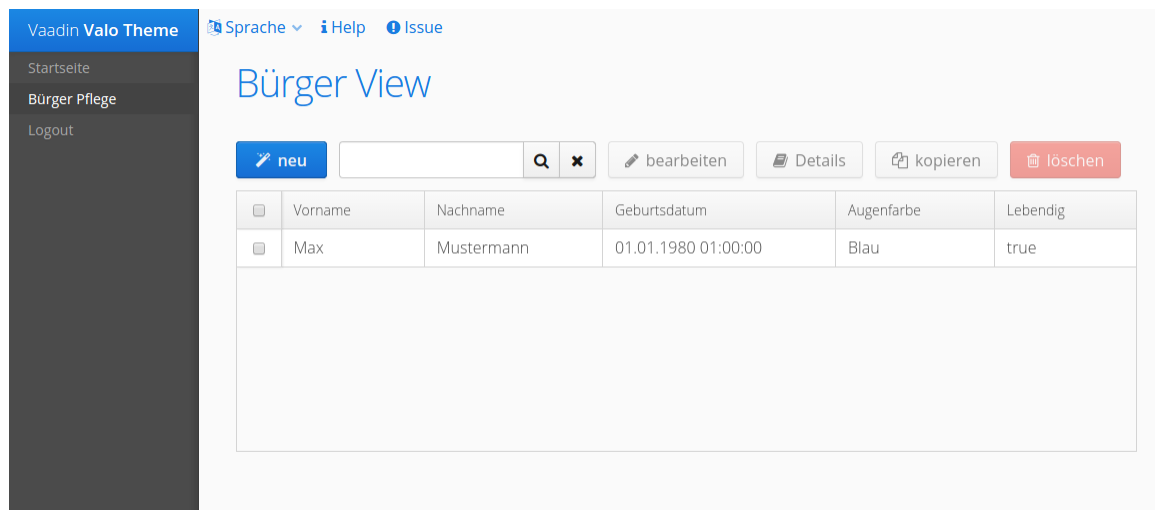 Vaadin Valo Theme
Sprache Help Issue
Startseite
Bürger Pflege
Logout
Bürger View
neu bearbeiten Details kopieren löschen
Vorname Nachname Geburtsdatum Augenfarbe Lebendig
Max Mustermann 01.01.1980 01:00:00 Blau true